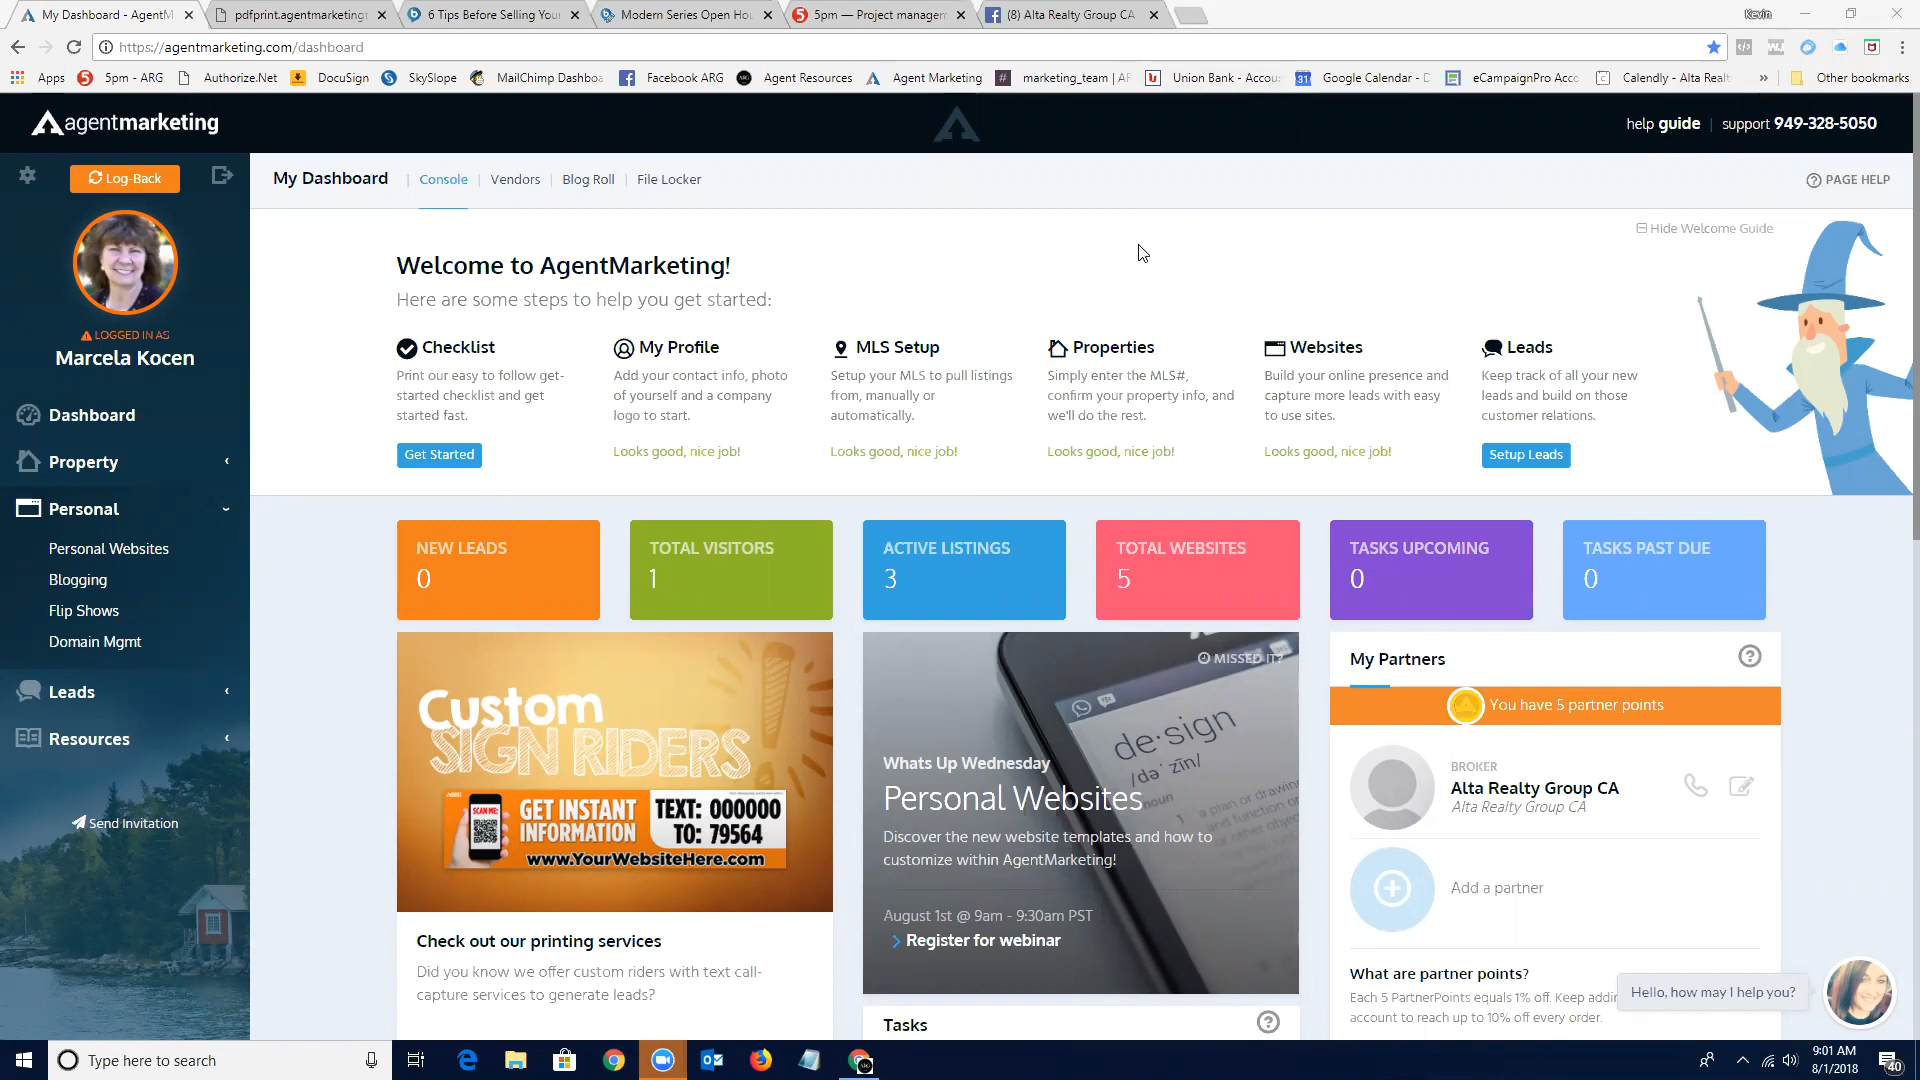 My Dashboard - AgentM
pdfprint.agentmarketing
6 Tips Before Selling You
Modern Series Open Ho
5pm — Project managem
(8) Alta Realty Group CA
Kevin
https://agentmarketing.com/dashboard
Apps
5pm - ARG
Authorize.Net
DocuSign
SkySlope
MailChimp Dashboa
Facebook ARG
Agent Resources
Agent Marketing
marketing_team | AR
Union Bank - Accou
Google Calendar - D
eCampaignPro Acco
Calendly - Alta Realt
»
Other bookmarks
agentmarketing
help guide | support 949-328-5050
Log-Back
My Dashboard | Console | Vendors | Blog Roll | File Locker
PAGE HELP
Hide Welcome Guide
LOGGED IN AS
Marcela Kocen
Dashboard
Property
Personal
Personal Websites
Blogging
Flip Shows
Domain Mgmt
Leads
Resources
Send Invitation
Welcome to AgentMarketing!
Here are some steps to help you get started:
Checklist
Print our easy to follow get-
started checklist and get
started fast.
Get Started
My Profile
Add your contact info, photo
of yourself and a company
logo to start.
Looks good, nice job!
MLS Setup
Setup your MLS to pull listings
from, manually or
automatically.
Looks good, nice job!
Properties
Simply enter the MLS#,
confirm your property info, and
we'll do the rest.
Looks good, nice job!
Websites
Build your online presence and
capture more leads with easy
to use sites.
Looks good, nice job!
Leads
Keep track of all your new
leads and build on those
customer relations.
Setup Leads
NEW LEADS
0
TOTAL VISITORS
1
ACTIVE LISTINGS
3
TOTAL WEBSITES
5
TASKS UPCOMING
0
TASKS PAST DUE
0
Custom
SIGN RIDERS
SCAN ME:
GET INSTANT
INFORMATION
TEXT: 000000
TO: 79564
www.YourWebsiteHere.com
Check out our printing services
Did you know we offer custom riders with text call-
capture services to generate leads?
MISSED IT?
de·sign
/dəˈzīn/
noun
Whats Up Wednesday
Personal Websites
Discover the new website templates and how to
customize within AgentMarketing!
August 1st @ 9am - 9:30am PST
Register for webinar
Tasks
My Partners
You have 5 partner points
BROKER
Alta Realty Group CA
Alta Realty Group CA
Add a partner
What are partner points?
Each 5 PartnerPoints equals 1% off. Keep addi
account to reach up to 10% off every order.
Hello, how may I help you?
Type here to search
9:01 AM
8/1/2018
40